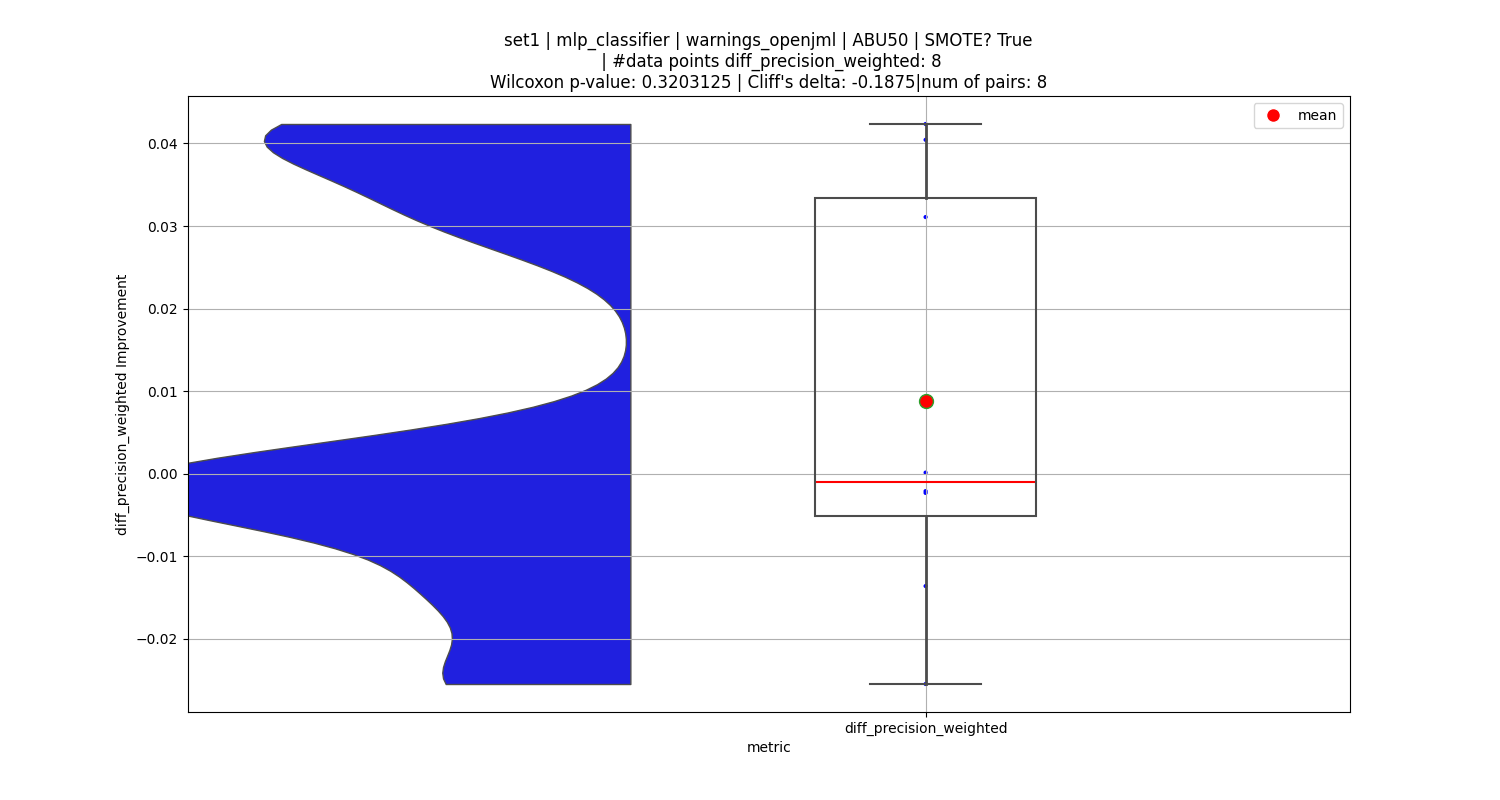 set1 | mlp_classifier | warnings_openjml | ABU50 | SMOTE? True
| #data points diff_precision_weighted: 8
Wilcoxon p-value: 0.3203125 | Cliff's delta: -0.1875|num of pairs: 8
mean
0.04
0.03
0.02
0.01
0.00
−0.01
−0.02
diff_precision_weighted Improvement
diff_precision_weighted
metric